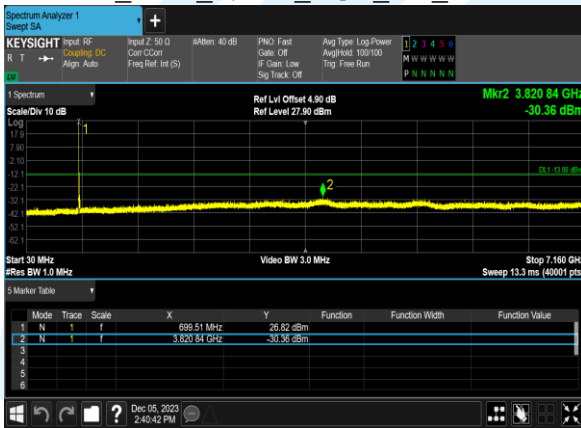 Spectrum Analyzer 1
Swept SA
KEYSIGHT Input: RF Input Z: 50 Ω #Atten: 40 dB PNO: Fast Avg Type: Log-Power 1 2 3 4 5 6
R T Coupling: DC Corr CCorr Gate: Off Avg|Hold: 100/100 M W W W W W
Align: Auto Freq Ref: Int (S) IF Gain: Low Trig: Free Run
Sig Track: Off P N N N N N
1 Spectrum Ref Lvl Offset 4.90 dB Mkr2 3.820 84 GHz
Scale/Div 10 dB Ref Level 27.90 dBm -30.36 dBm
Log
17.9
7.90
-2.10
-12.1
-22.1
-32.1
-42.1
-52.1
-62.1
1
2
DL1 -13.00 dBm
Start 30 MHz Video BW 3.0 MHz Stop 7.160 GHz
#Res BW 1.0 MHz Sweep 13.3 ms (40001 pts)
5 Marker Table
Mode Trace Scale X Y Function Function Width Function Value
1 N 1 f 699.51 MHz 26.82 dBm
2 N 1 f 3.820 84 GHz -30.36 dBm
3
4
5
6
? Dec 05, 2023
2:40:42 PM